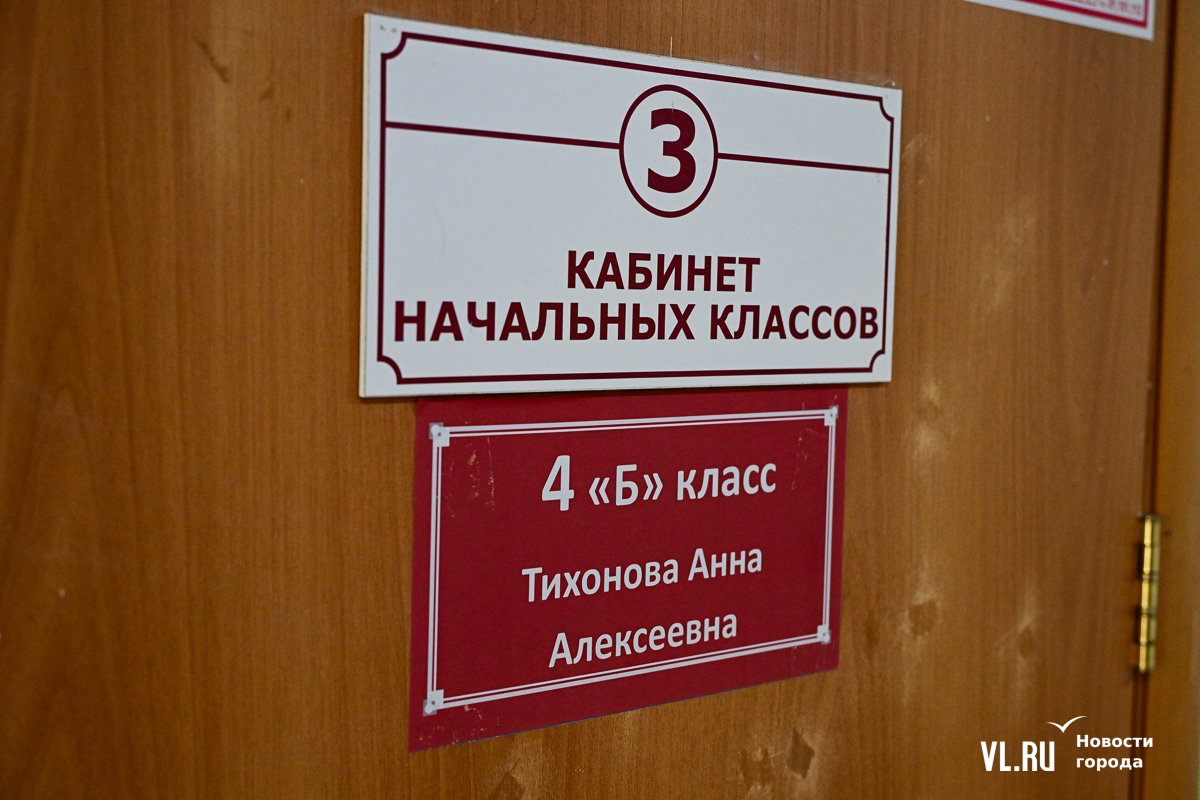 3
КАБИНЕТ
НАЧАЛЬНЫХ КЛАССОВ
4 «Б» класс
Тихонова Анна
Алексеевна
VL.RU Новости
города